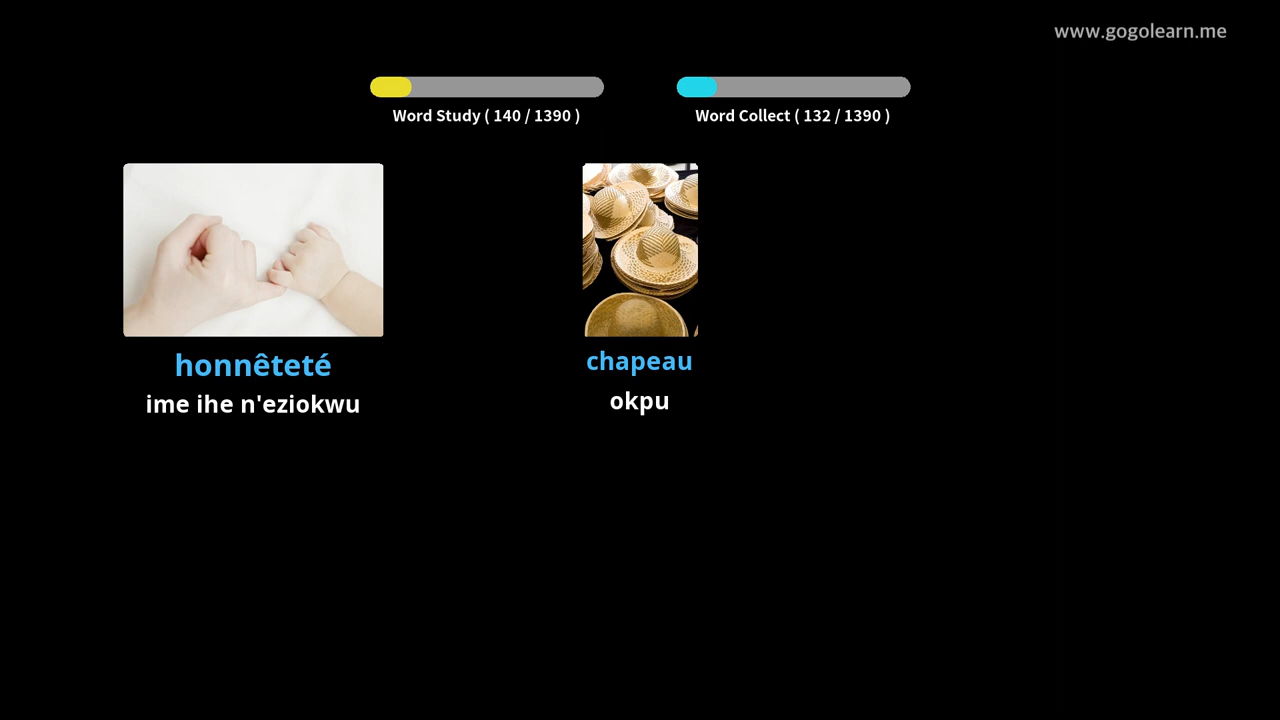 www.gogolearn.me
Word Study ( 140 / 1390 )
Word Collect ( 132 / 1390 )
honnêteté
ime ihe n'eziokwu
chapeau
okpu